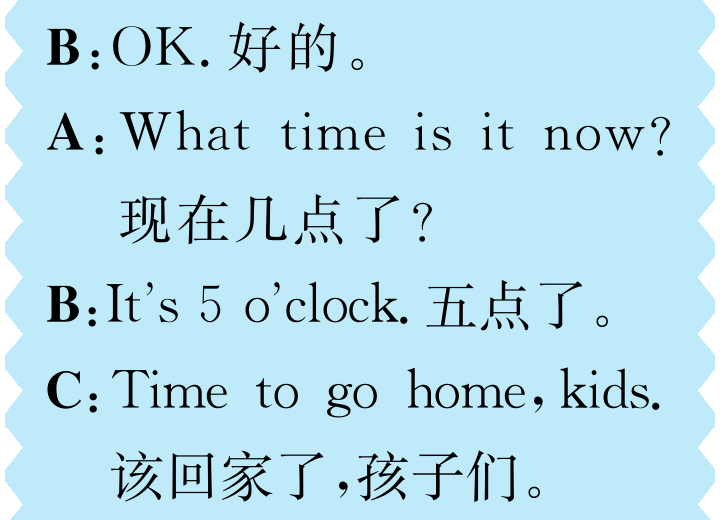 B:OK. 好的。
A:What time is it now?
现在几点了?
B:It's 5 o'clock. 五点了。
C:Time to go home,kids.
该回家了,孩子们。